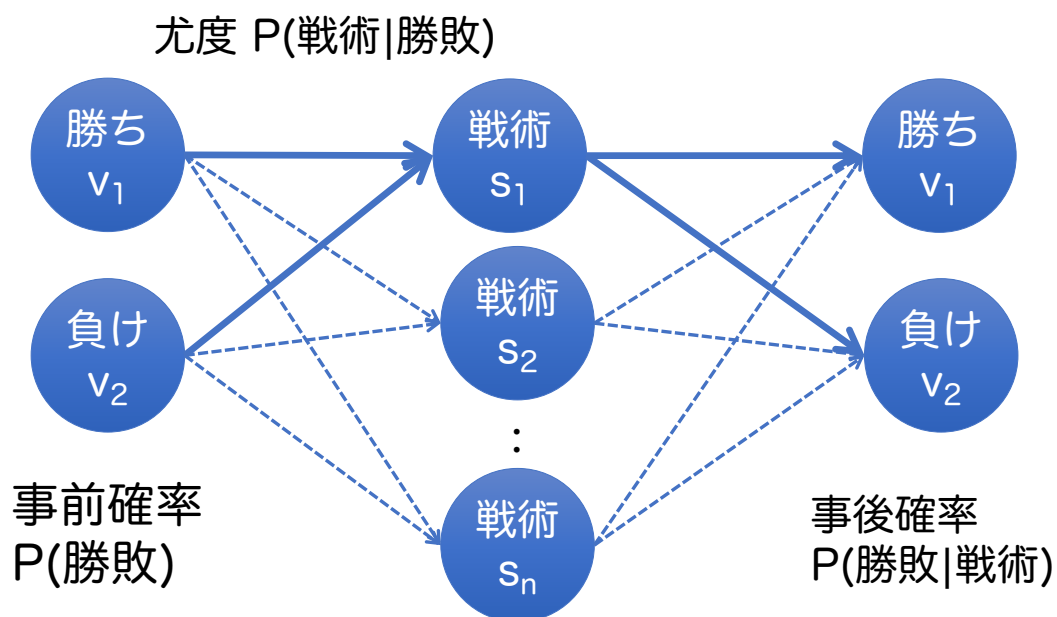 尤度 P(戦術|勝敗)
勝ち
v₁
戦術
s₁
勝ち
v₁
負け
v₂
戦術
s₂
負け
v₂
:
戦術
sₙ
事前確率
P(勝敗)
事後確率
P(勝敗|戦術)